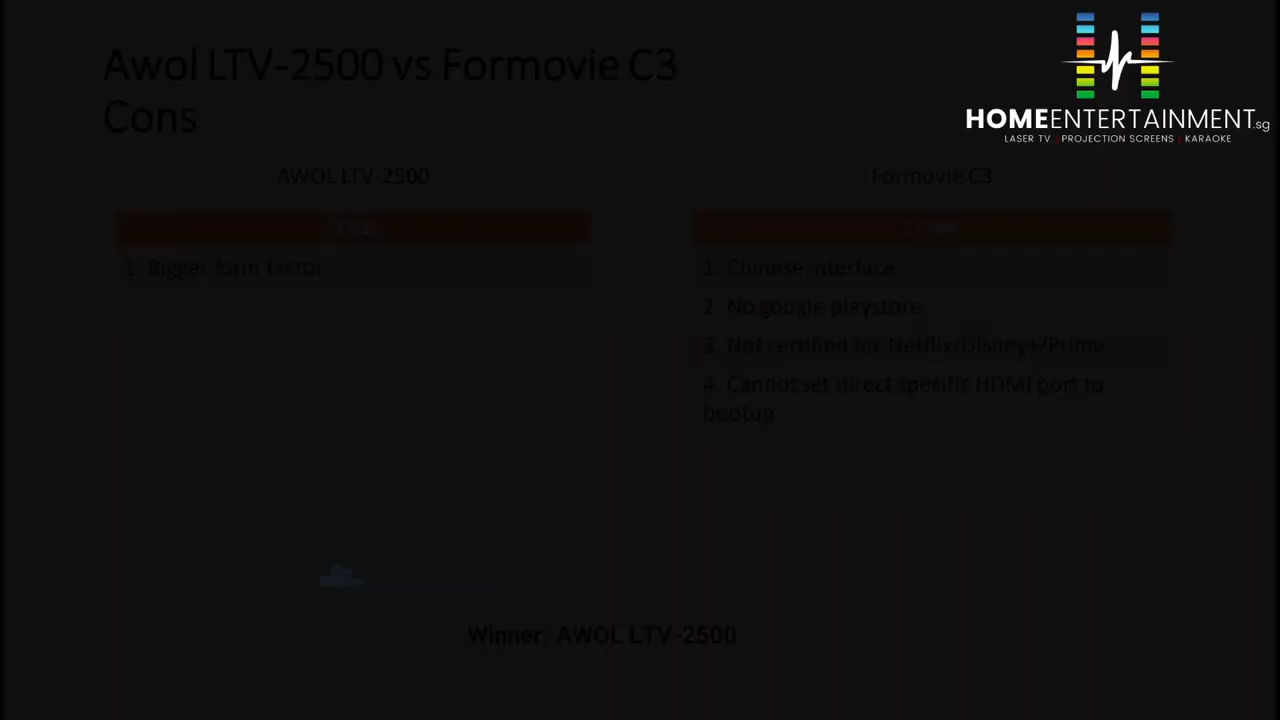 Awol LTV-2500 vs Formovie C3
Cons
HOMEENTERTAINMENT.sg
LASER TV | PROJECTION SCREENS | KARAOKE
AWOL LTV-2500
Formovie C3
Cons
Cons
1. Bigger form factor
1. Chinese interface
2. No google playstore
3. Not certified for Netflix/Disney+/Prime
4. Cannot set direct specific HDMI port to
bootup
Winner: AWOL LTV-2500